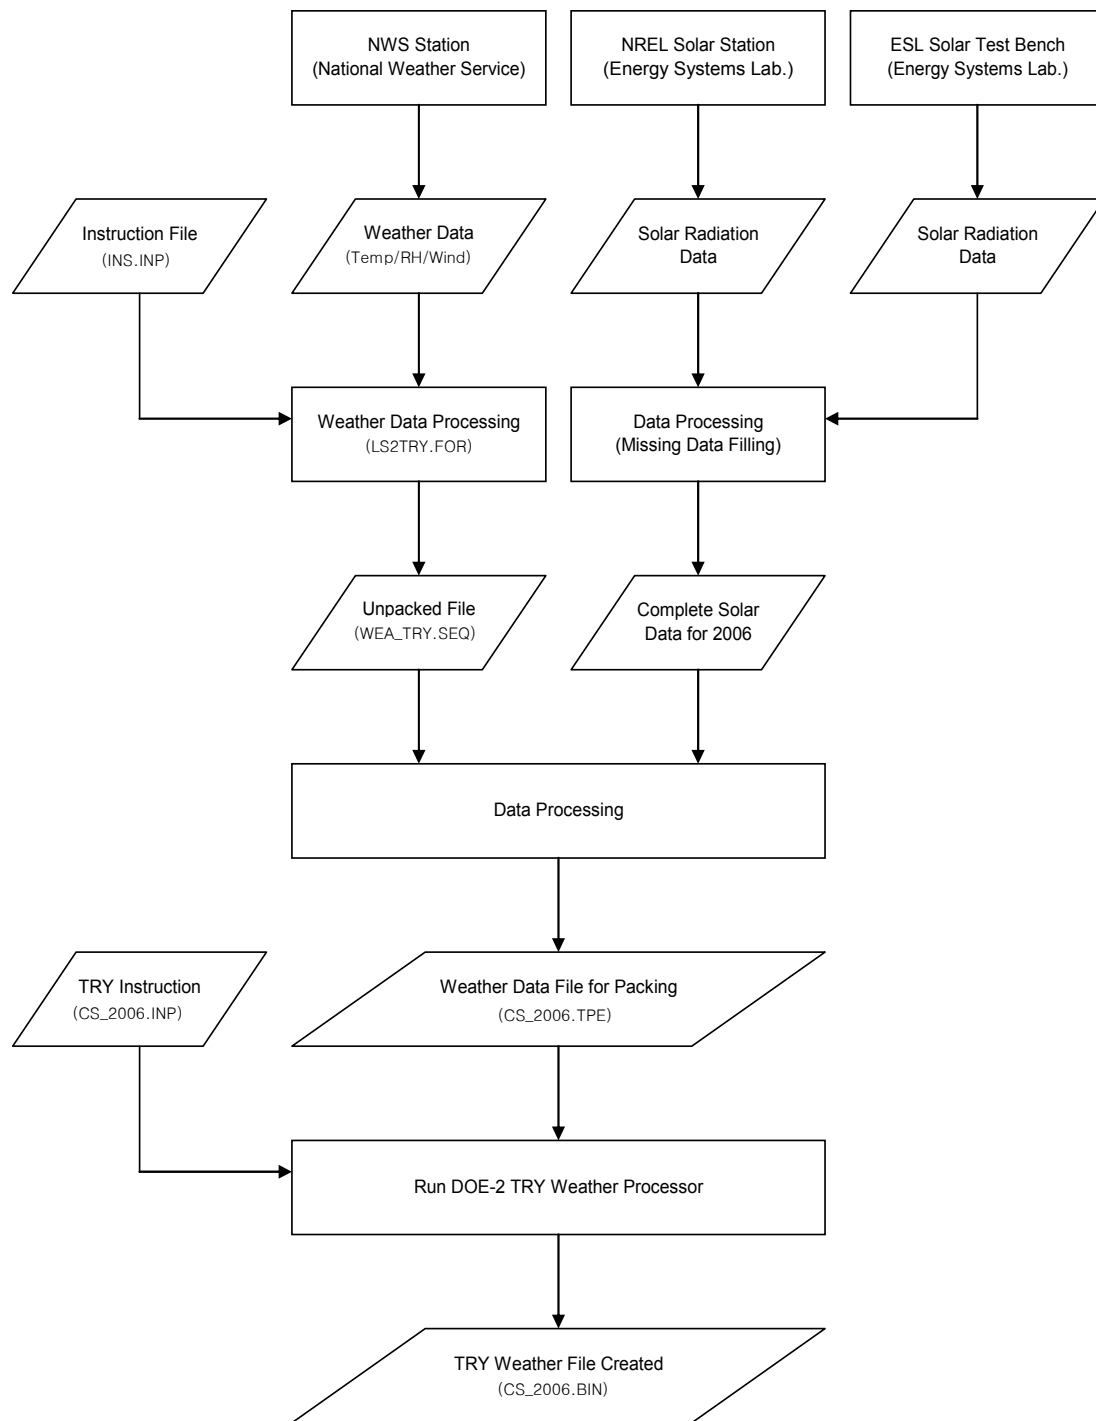 NWS Station
(National Weather Service)
NREL Solar Station
(Energy Systems Lab.)
ESL Solar Test Bench
(Energy Systems Lab.)
Instruction File
(INS.INP)
Weather Data
(Temp/RH/Wind)
Solar Radiation
Data
Solar Radiation
Data
Weather Data Processing
(LS2TRY.FOR)
Data Processing
(Missing Data Filling)
Unpacked File
(WEA_TRY.SEQ)
Complete Solar
Data for 2006
Data Processing
TRY Instruction
(CS_2006.INP)
Weather Data File for Packing
(CS_2006.TPE)
Run DOE-2 TRY Weather Processor
TRY Weather File Created
(CS_2006.BIN)